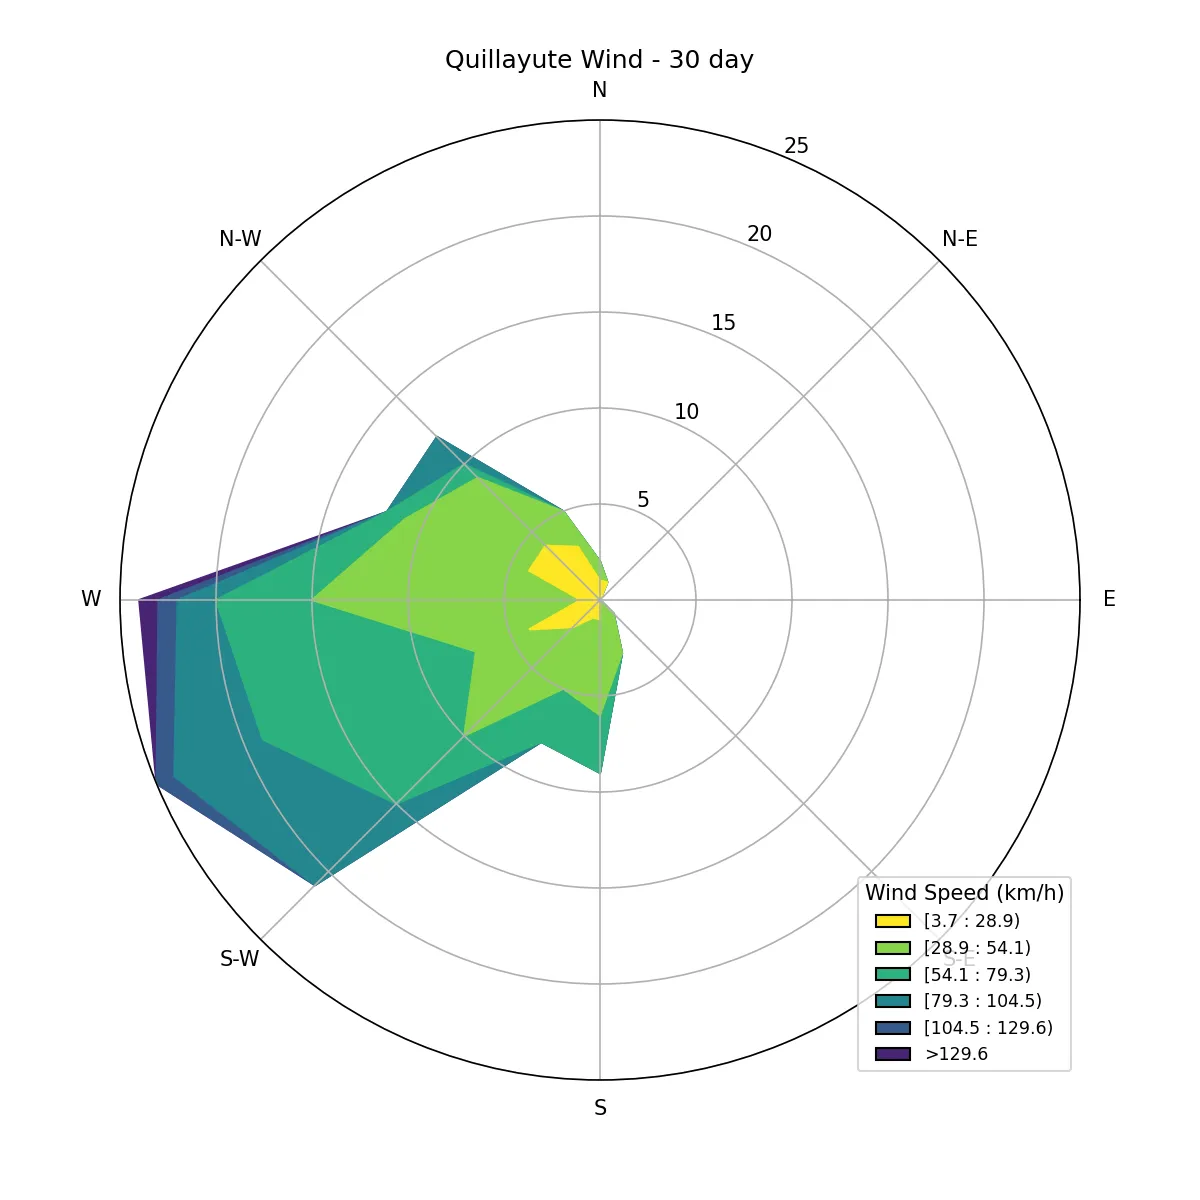 Quillayute Wind - 30 day
N
25
N-W
N-E
20
15
10
5
W
E
Wind Speed (km/h)
[3.7 : 28.9)
[28.9 : 54.1)
S-W
S-E
[54.1 : 79.3)
[79.3 : 104.5)
[104.5 : 129.6)
>129.6
S